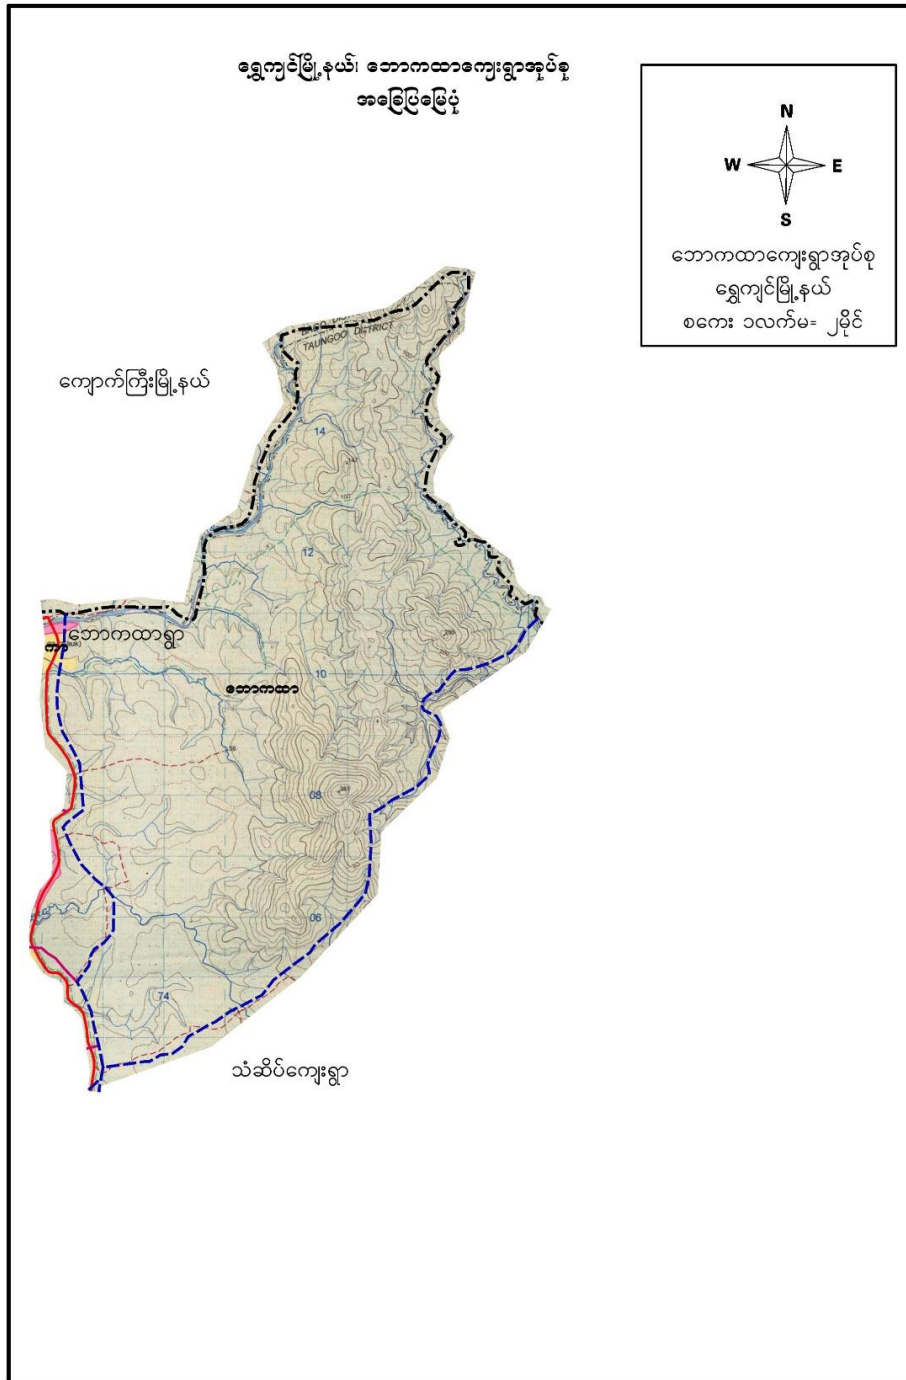 ရွှေကျင်မြို့နယ်၊ ဘောကထာကျေးရွာအုပ်စု
အခြေပြမြေပုံ
N
W E
S
ဘောကထာကျေးရွာအုပ်စု
ရွှေကျင်မြို့နယ်
စကေး ၁လက်မ= ၂မိုင်
TAUNGOO DISTRICT
ကျောက်ကြီးမြို့နယ်
14
12
ဘောကထာရွာ
10
ဘောကထာ
56
08
06
74
သံဆိပ်ကျေးရွာ